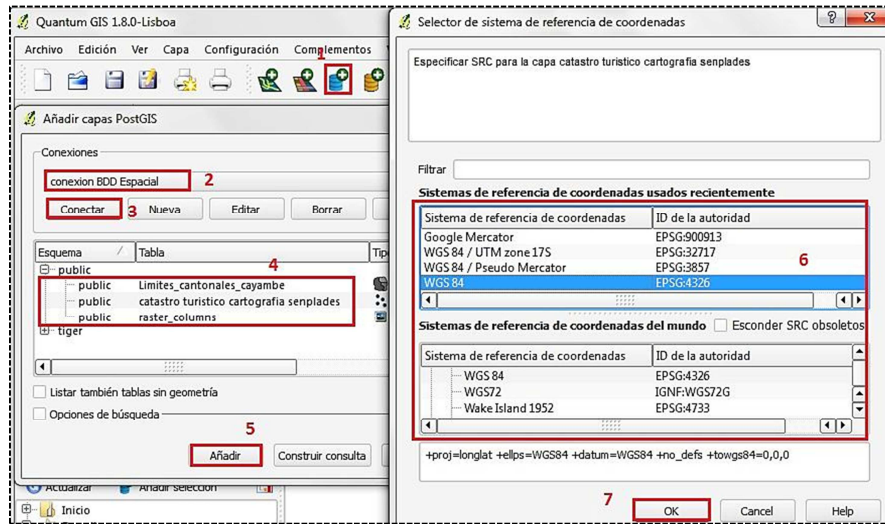 Quantum GIS 1.8.0-Lisboa
Archivo Edición Ver Capa Configuración Complementos
1
Añadir capas PostGIS
Conexiones
conexion BDD Espacial
2
Conectar
3
Nueva
Editar
Borrar
Esquema
Tabla
Tipo
4
public
public Limites_cantonales_cayambe
public catastro turistico cartografia senplades
public raster_columns
tiger
Listar también tablas sin geometría
Opciones de búsqueda
5
Añadir
Construir consulta
Actualizar
Añadir selección
Inicio
Selector de sistema de referencia de coordenadas
Especificar SRC para la capa catastro turistico cartografia senplades
Filtrar
Sistemas de referencia de coordenadas usados recientemente
Sistema de referencia de coordenadas ID de la autoridad
Google Mercator EPSG:900913
WGS 84 / UTM zone 17S EPSG:32717
6
WGS 84 / Pseudo Mercator EPSG:3857
WGS 84 EPSG:4326
Sistemas de referencia de coordenadas del mundo Esconder SRC obsoletos
Sistema de referencia de coordenadas ID de la autoridad
WGS 84 EPSG:4326
WGS72 IGNF:WGS72G
Wake Island 1952 EPSG:4733
+proj=longlat +ellps=WGS84 +datum=WGS84 +no_defs +towgs84=0,0,0
7
OK
Cancel
Help